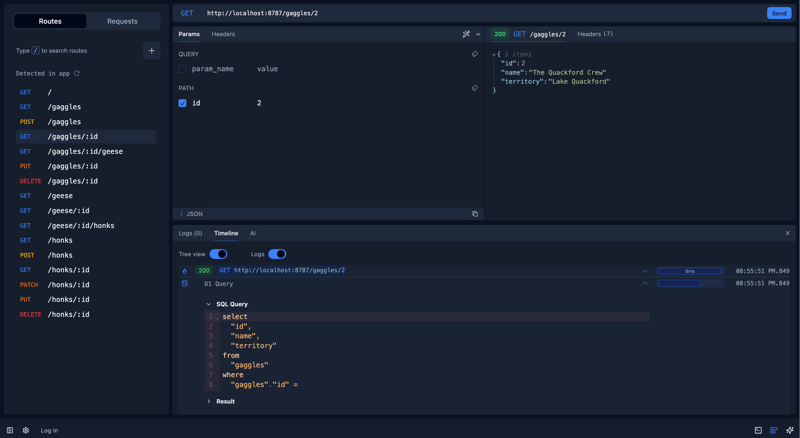 Routes
Requests
Type / to search routes
+
Detected in app
GET /
GET /gaggles
POST /gaggles
GET /gaggles/:id
GET /gaggles/:id/geese
PUT /gaggles/:id
DELETE /gaggles/:id
GET /geese
GET /geese/:id
GET /geese/:id/honks
GET /honks
POST /honks
GET /honks/:id
PATCH /honks/:id
PUT /honks/:id
DELETE /honks/:id
GET http://localhost:8787/gaggles/2
Send
Params Headers
QUERY
param_name value
PATH
id 2
JSON
200 GET /gaggles/2 Headers (7)
{ 3 items
"id":2
"name":"The Quackford Crew"
"territory":"Lake Quackford"
}
Logs (0) Timeline AI
Tree view Logs
200 GET http://localhost:8787/gaggles/2 6ms 08:55:51 PM.849
D1 Query 08:55:51 PM.849
SQL Query
1 select
2 "id",
3 "name",
4 "territory"
5 from
6 "gaggles"
7 where
8 "gaggles"."id" =
Result
Log in